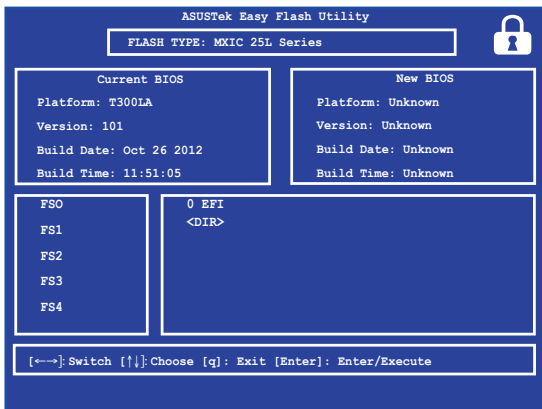 ASUSTek Easy Flash Utility
FLASH TYPE: MXIC 25L Series
Current BIOS
Platform: T300LA
Version: 101
Build Date: Oct 26 2012
Build Time: 11:51:05
New BIOS
Platform: Unknown
Version: Unknown
Build Date: Unknown
Build Time: Unknown
FSO
FS1
FS2
FS3
FS4
0 EFI
<DIR>
[←→]: Switch [↑↓]: Choose [q]: Exit [Enter]: Enter/Execute